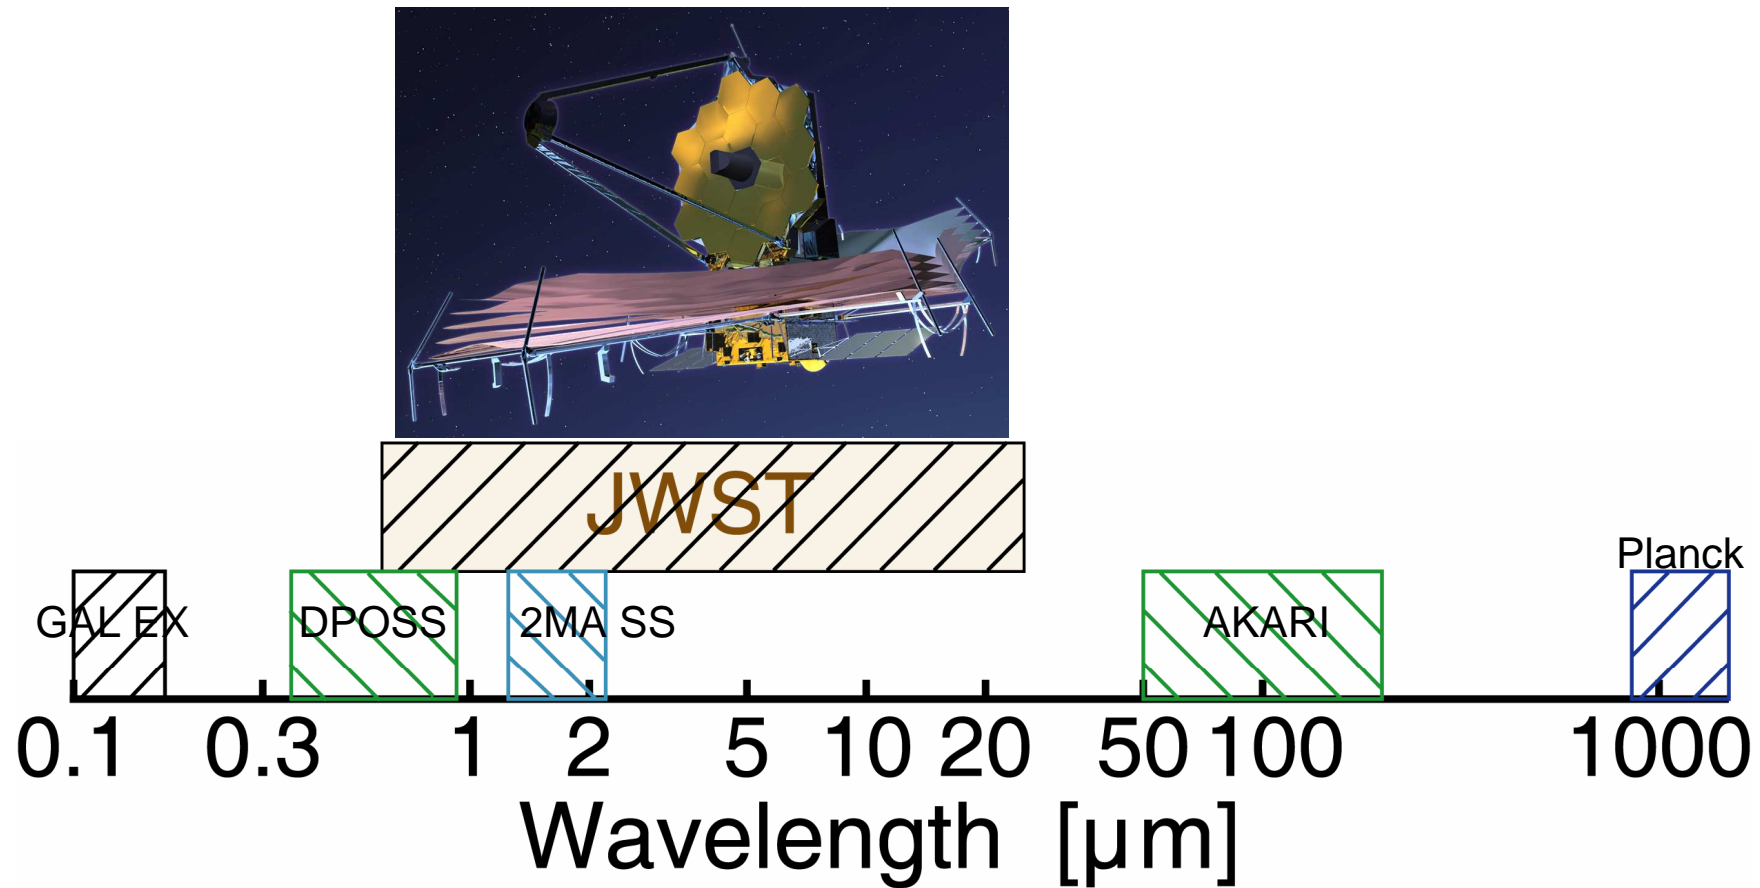 JWST
Planck
GALEX DPOSS 2MASS AKARI
0.1 0.3 1 2 5 10 20 50 100 1000
Wavelength [µm]